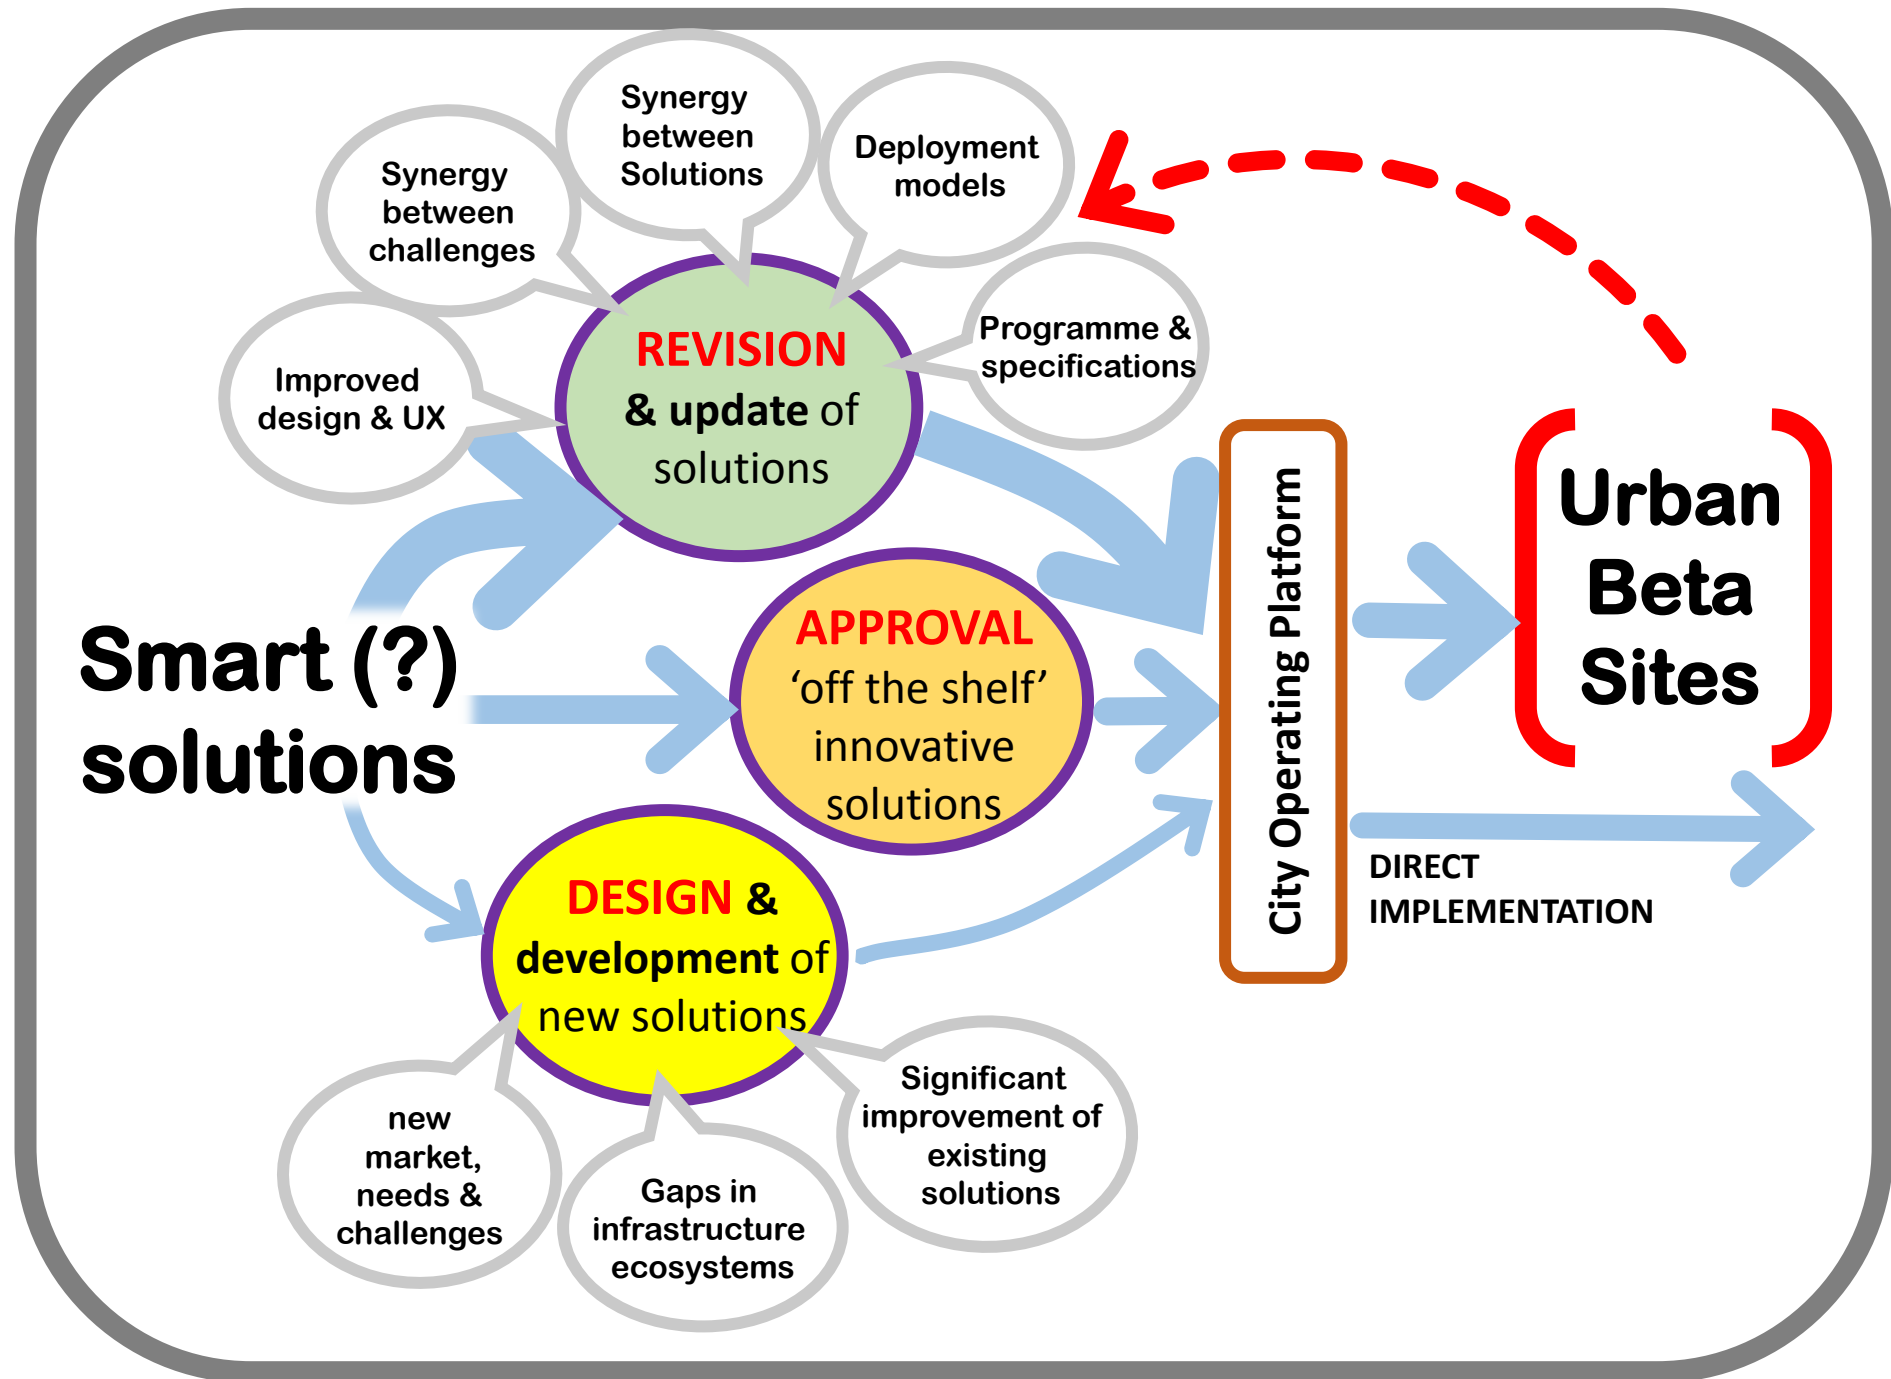 Synergy
between
Solutions
Deployment
models
Synergy
between
challenges
Programme &
specifications
Improved
design & UX
REVISION
& update of
solutions
Smart (?)
solutions
APPROVAL
‘off the shelf’
innovative
solutions
DESIGN &
development of
new solutions
new
market,
needs &
challenges
Gaps in
infrastructure
ecosystems
Significant
improvement of
existing
solutions
City Operating Platform
Urban
Beta
Sites
DIRECT
IMPLEMENTATION